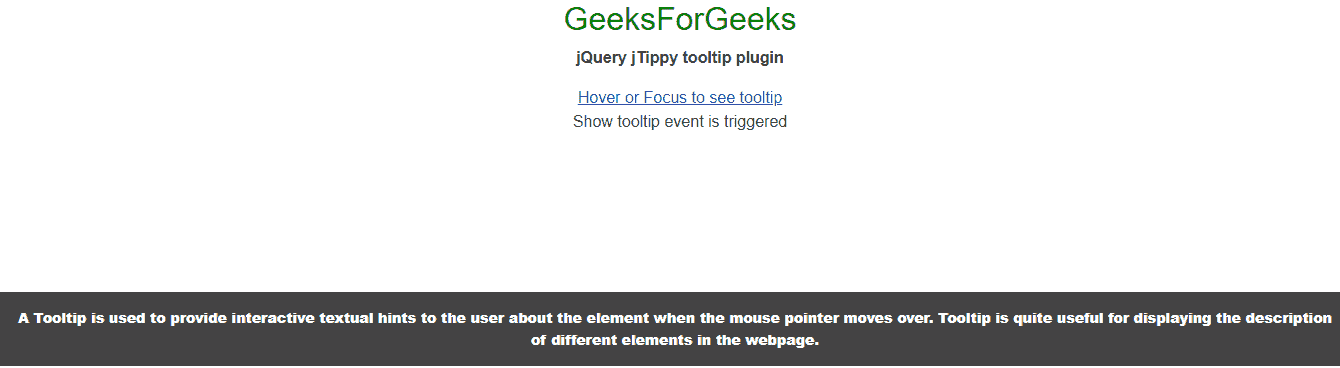 GeeksForGeeks
jQuery jTippy tooltip plugin
Hover or Focus to see tooltip
Show tooltip event is triggered
A Tooltip is used to provide interactive textual hints to the user about the element when the mouse pointer moves over. Tooltip is quite useful for displaying the description
of different elements in the webpage.